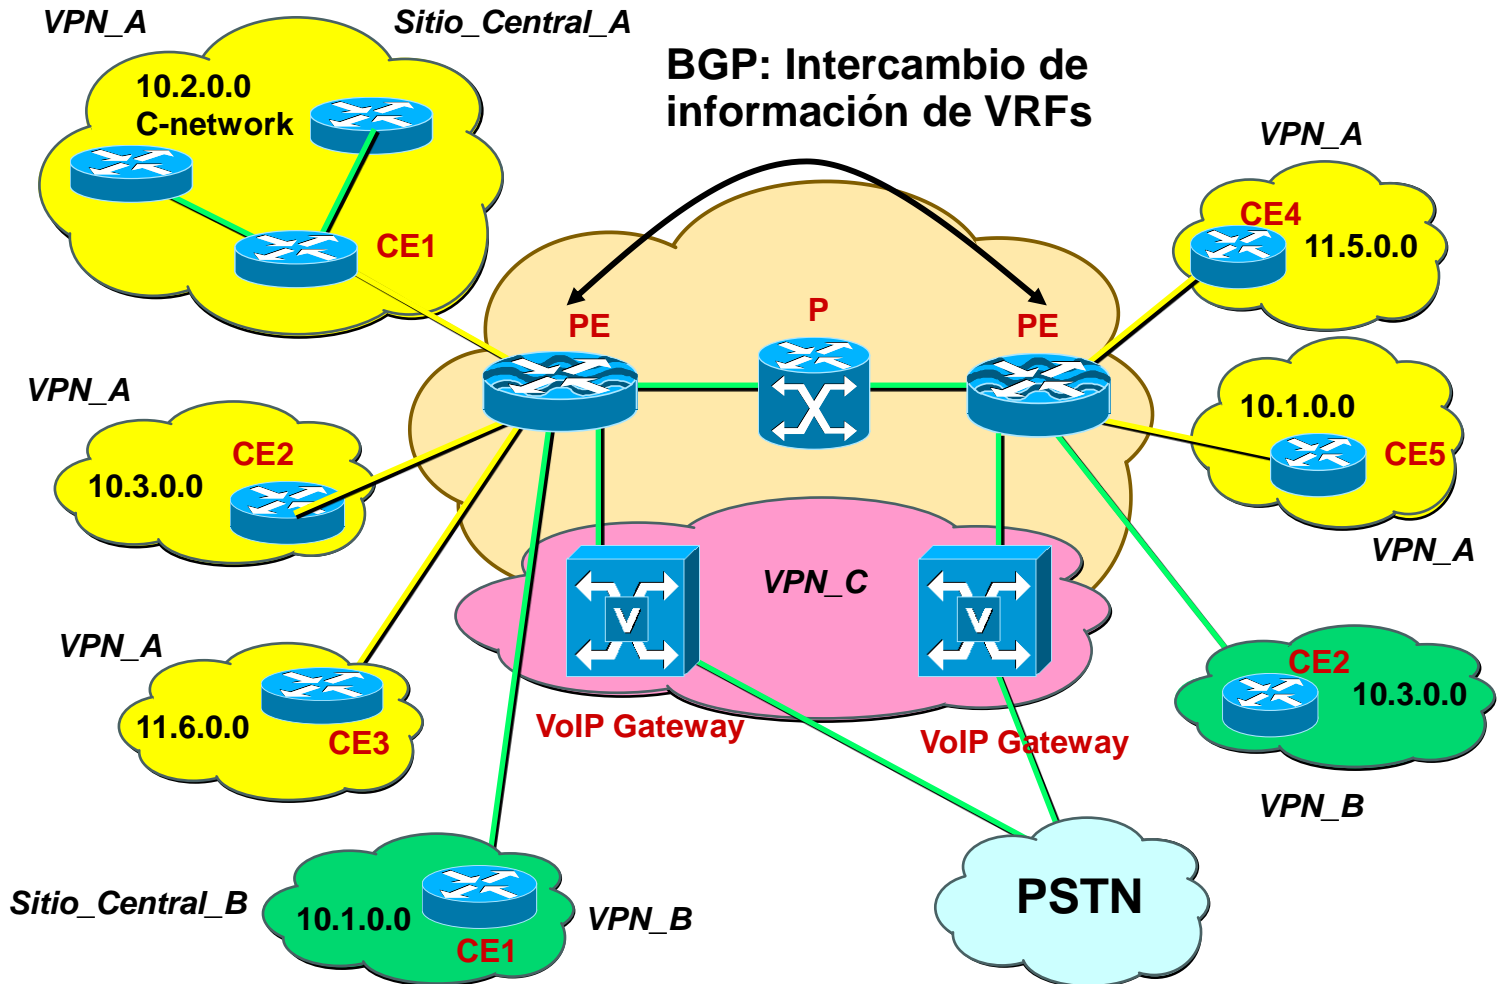 VPN_A
Sitio_Central_A
10.2.0.0
C-network
CE1
BGP: Intercambio de
información de VRFs
VPN_A
CE4
11.5.0.0
PE
P
PE
VPN_A
CE2
10.3.0.0
10.1.0.0
CE5
VPN_A
VPN_C
V
V
VPN_A
11.6.0.0
CE3
VoIP Gateway
VoIP Gateway
CE2
10.3.0.0
VPN_B
Sitio_Central_B
10.1.0.0
CE1
VPN_B
PSTN